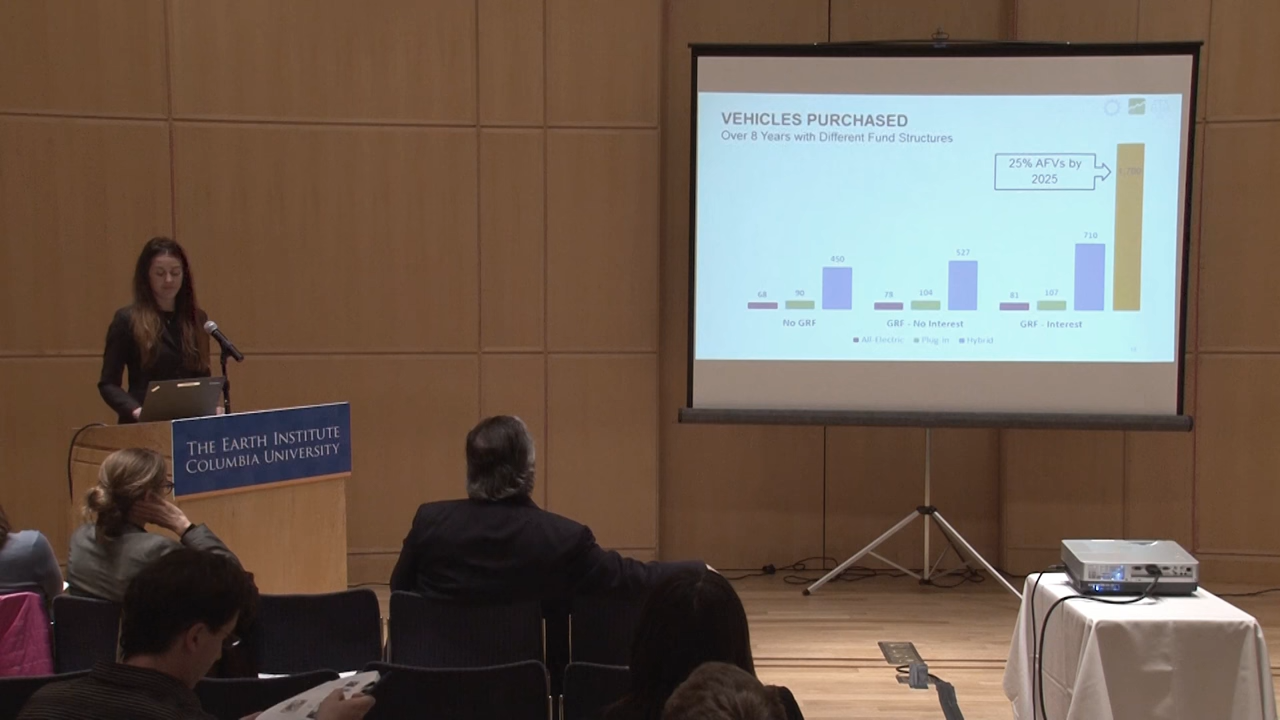 VEHICLES PURCHASED
Over 8 Years with Different Fund Structures
25% AFVs by
2025
710
527
450
68
90
79
104
81
107
No GRF
GRF - No Interest
GRF - Interest
All-Electric
Plug-in
Hybrid
THE EARTH INSTITUTE
COLUMBIA UNIVERSITY